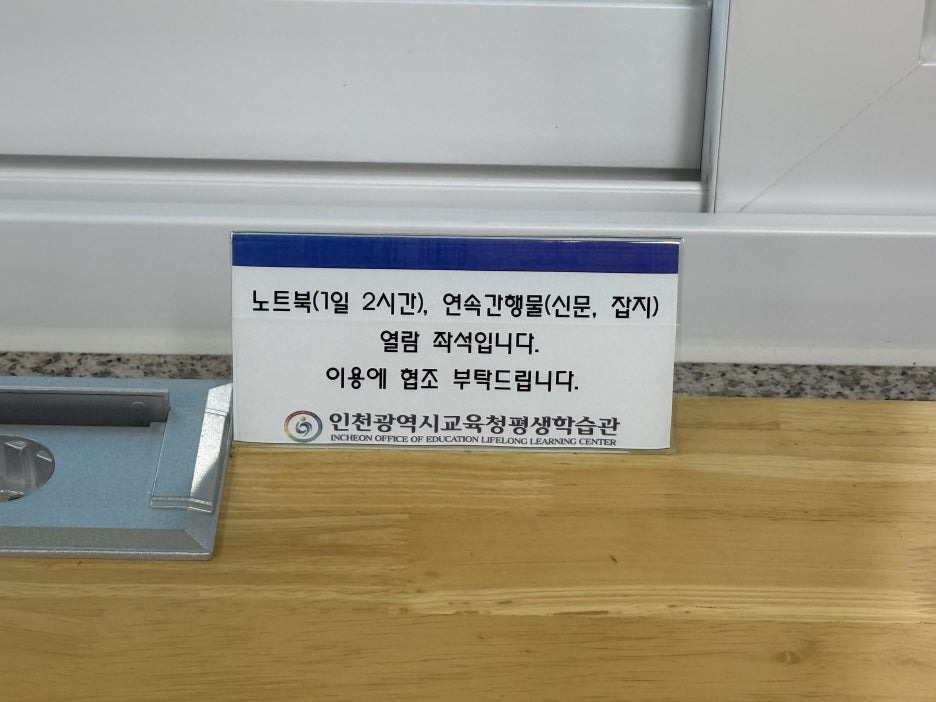 노트북(1일 2시간), 연속간행물(신문, 잡지)
열람 좌석입니다.
이용에 협조 부탁드립니다.
인천광역시교육청평생학습관
INCHEON OFFICE OF EDUCATION LIFELONG LEARNING CENTER